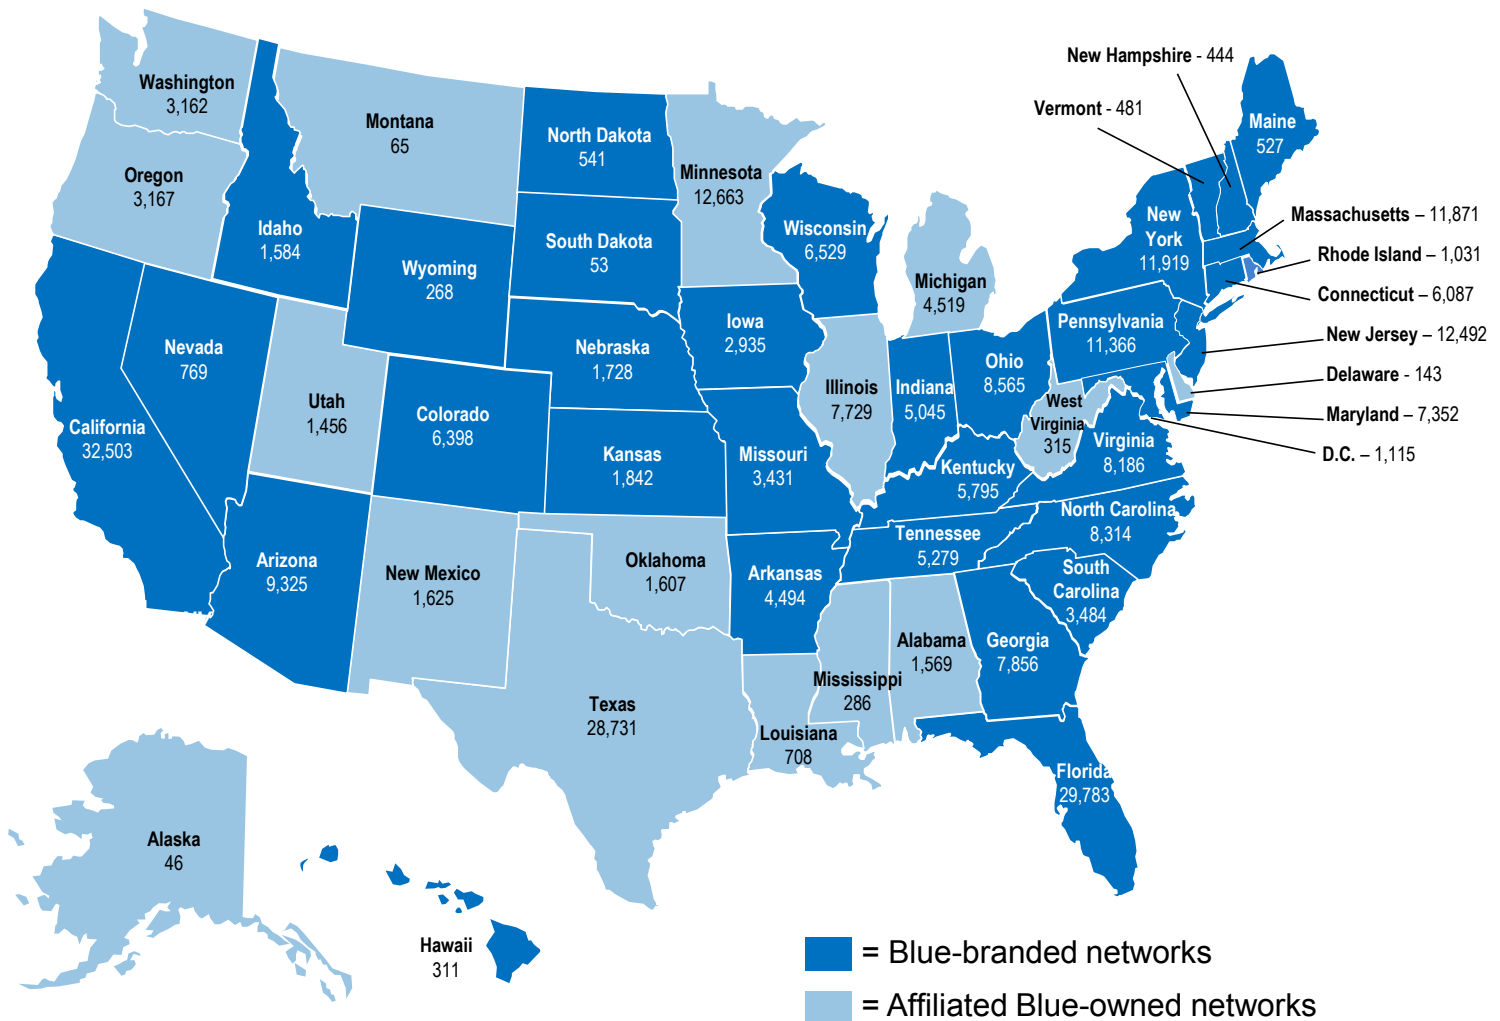 New Hampshire - 444
Vermont - 481
Washington
3,162
Montana
65
North Dakota
541
Minnesota
12,663
Maine
527
Oregon
3,167
Idaho
1,584
Wyoming
268
South Dakota
53
Wisconsin
6,529
Michigan
4,519
New
York
11,919
Massachusetts – 11,871
Rhode Island – 1,031
Connecticut – 6,087
New Jersey – 12,492
Delaware - 143
Maryland – 7,352
D.C. – 1,115
Nevada
769
Utah
1,456
Colorado
6,398
Nebraska
1,728
Iowa
2,935
Illinois
7,729
Indiana
5,045
Ohio
8,565
Pennsylvania
11,366
West
Virginia
315
Virginia
8,186
California
32,503
Kansas
1,842
Missouri
3,431
Kentucky
5,795
North Carolina
8,314
Tennessee
5,279
South
Carolina
3,484
Arizona
9,325
New Mexico
1,625
Oklahoma
1,607
Arkansas
4,494
Mississippi
286
Alabama
1,569
Georgia
7,856
Texas
28,731
Louisiana
708
Florida
29,783
Alaska
46
Hawaii
311
= Blue-branded networks
= Affiliated Blue-owned networks